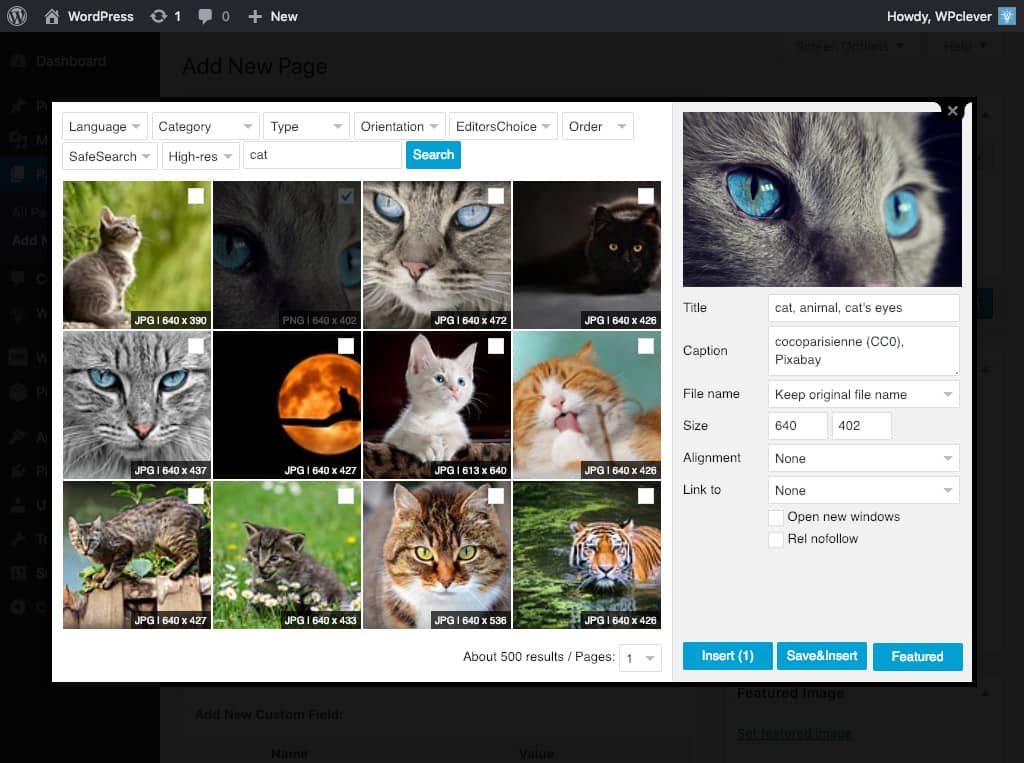 WordPress 1 0 New
Howdy, WPclever
Dashboard
Add New Page
Screen Options
Help
Language
Category
Type
Orientation
EditorsChoice
Order
SafeSearch
High-res
cat
Search
JPG | 640 x 390
PNG | 640 x 402
JPG | 640 x 472
JPG | 640 x 426
JPG | 640 x 437
JPG | 640 x 427
JPG | 613 x 640
JPG | 640 x 426
JPG | 640 x 427
JPG | 640 x 433
JPG | 640 x 536
JPG | 640 x 426
About 500 results / Pages: 1
Title
cat, animal, cat's eyes
Caption
cocoparisienne (CC0),
Pixabay
File name
Keep original file name
Size
640
402
Alignment
None
Link to
None
Open new windows
Rel nofollow
Insert (1)
Save&Insert
Featured
Featured Image
Set featured image
Add New Custom Field:
Name
Value